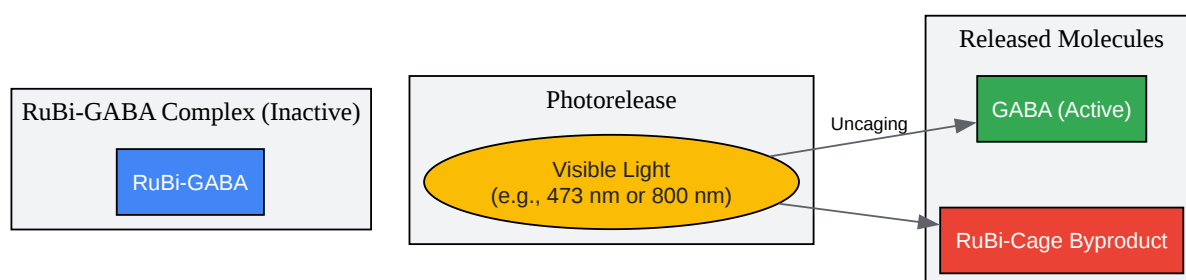 RuBi-GABA Complex (Inactive)
RuBi-GABA
Photorelease
Visible Light
(e.g., 473 nm or 800 nm)
Uncaging
Released Molecules
GABA (Active)
RuBi-Cage Byproduct